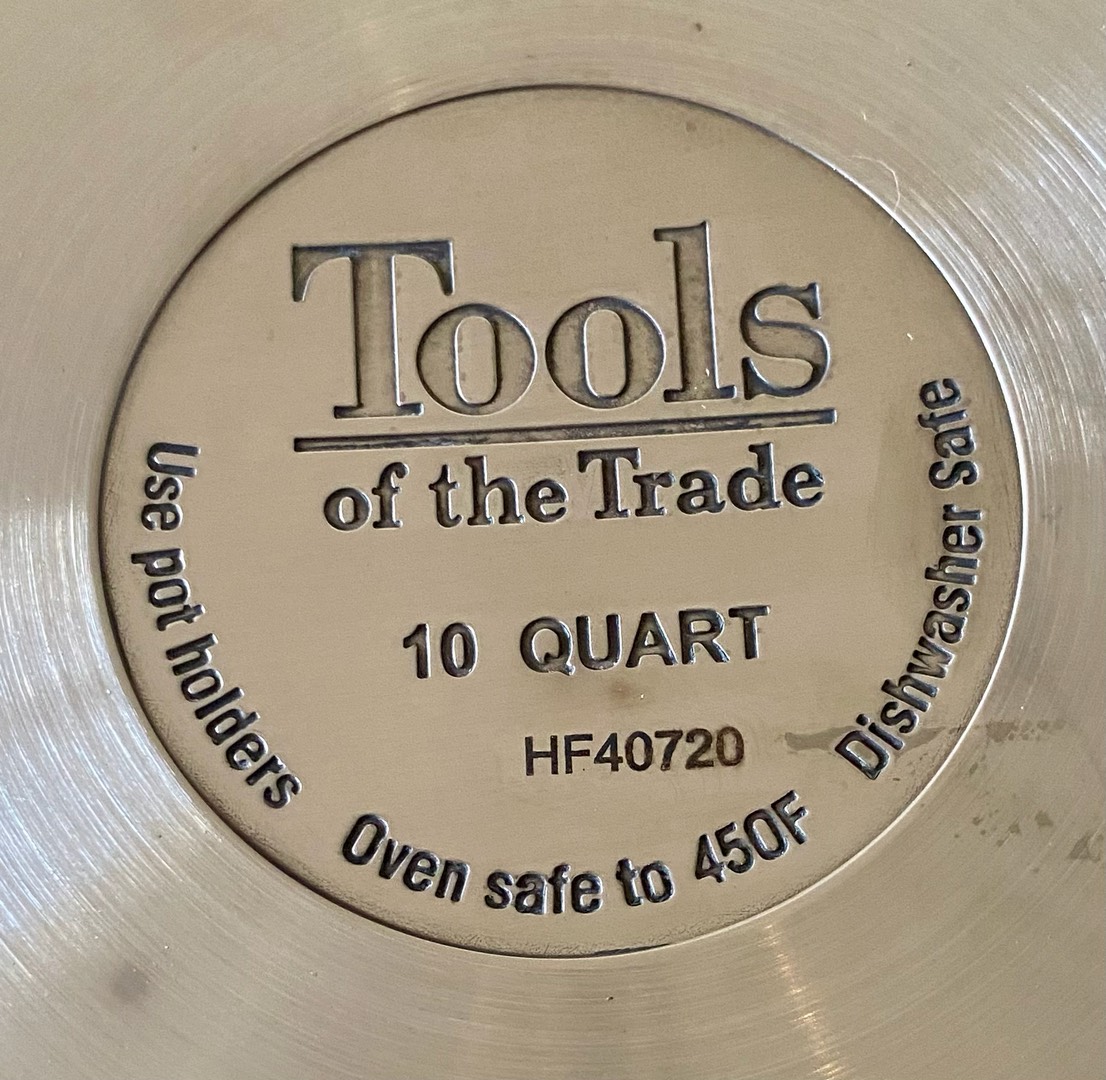 Tools
of the Trade
10 QUART
HF40720
Use pot holders
Oven safe to 450F
Dishwasher Safe